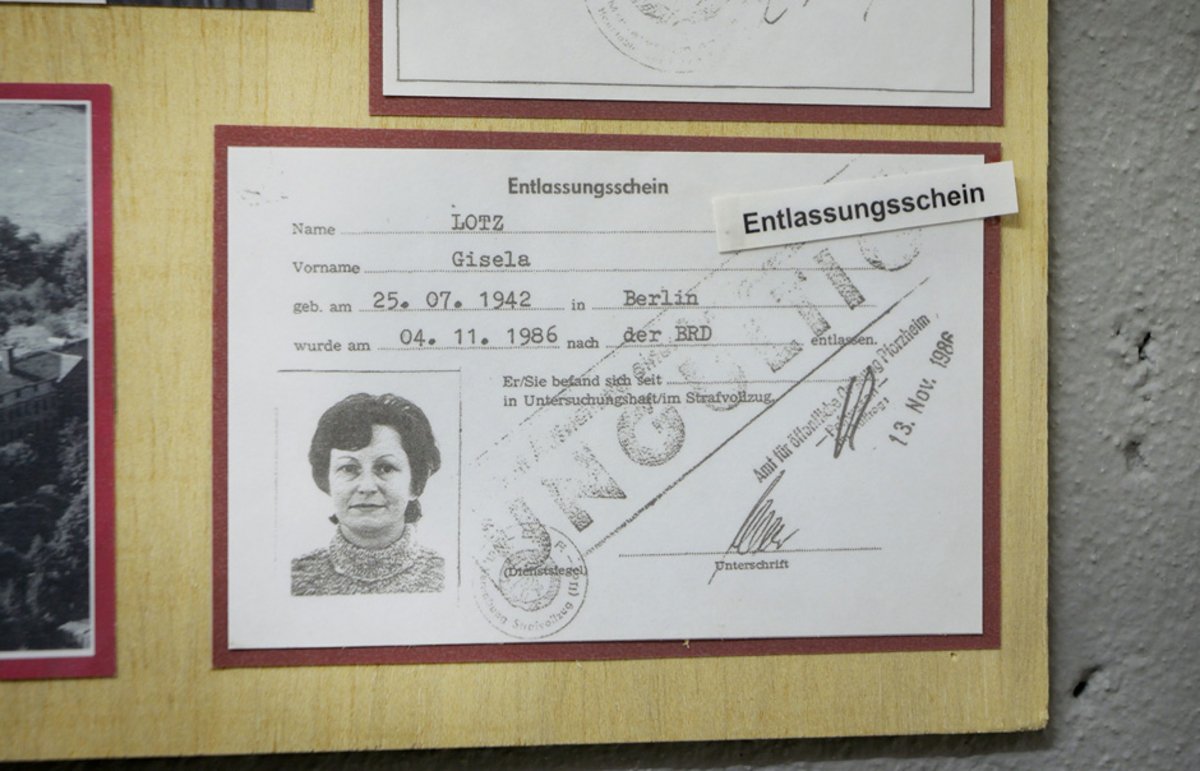 Entlassungsschein
Entlassungsschein
Name LOTZ
Vorname Gisela
geb. am 25. 07. 1942 in Berlin
wurde am 04. 11. 1986 nach der BRD entlassen.
Er/Sie befand sich seit
in Untersuchungshaft/im Strafvollzug.
UNGÜLTIG
Amt für öffentliche Ordnung Pforzheim
13. Nov. 1986
(Dienstsiegel)
Strafvollzug
Unterschrift